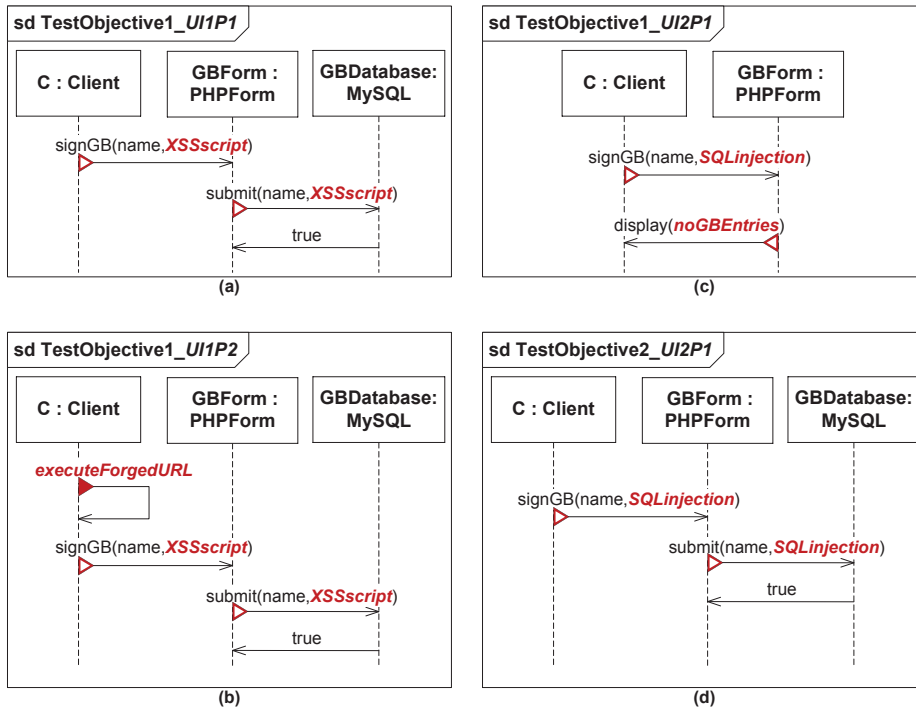 sd TestObjective1_UI1P1
C : Client
GBForm :
PHPForm
GBDatabase:
MySQL
signGB(name,XSSscript)
submit(name,XSSscript)
true
(a)
sd TestObjective1_UI2P1
C : Client
GBForm :
PHPForm
signGB(name,SQLinjection)
display(noGBEntries)
(c)
sd TestObjective1_UI1P2
C : Client
GBForm :
PHPForm
GBDatabase:
MySQL
executeForgedURL
signGB(name,XSSscript)
submit(name,XSSscript)
true
(b)
sd TestObjective2_UI2P1
C : Client
GBForm :
PHPForm
GBDatabase:
MySQL
signGB(name,SQLinjection)
submit(name,SQLinjection)
true
(d)